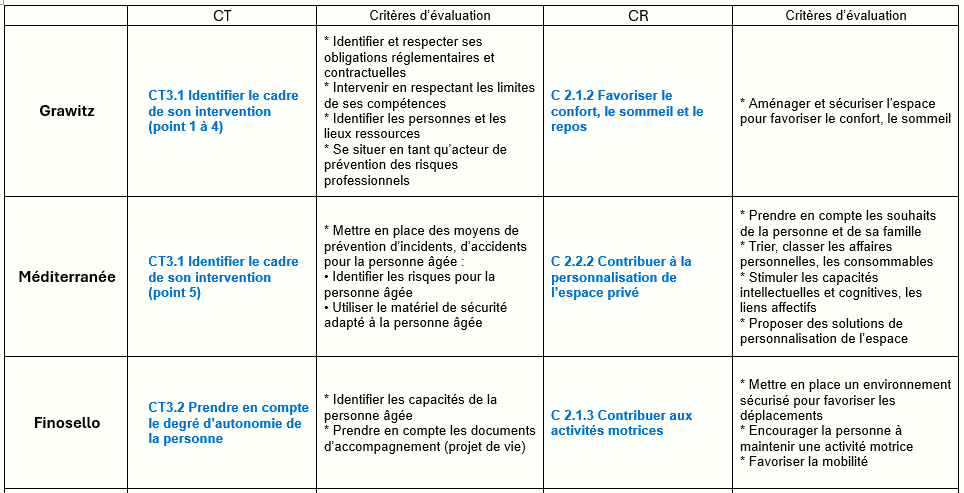 CT
Critères d'évaluation
CR
Critères d'évaluation
Grawitz
CT3.1 Identifier le cadre
de son intervention
(point 1 à 4)
* Identifier et respecter ses
obligations réglementaires et
contractuelles
* Intervenir en respectant les limites
de ses compétences
* Identifier les personnes et les
lieux ressources
* Se situer en tant qu'acteur de
prévention des risques
professionnels
C 2.1.2 Favoriser le
confort, le sommeil et le
repos
* Aménager et sécuriser l'espace
pour favoriser le confort, le sommeil
Méditerranée
CT3.1 Identifier le cadre
de son intervention
(point 5)
* Mettre en place des moyens de
prévention d'incidents, d'accidents
pour la personne âgée :
• Identifier les risques pour la
personne âgée
• Utiliser le matériel de sécurité
adapté à la personne âgée
C 2.2.2 Contribuer à la
personnalisation de
l'espace privé
* Prendre en compte les souhaits
de la personne et de sa famille
* Trier, classer les affaires
personnelles, les consommables
* Stimuler les capacités
intellectuelles et cognitives, les
liens affectifs
* Proposer des solutions de
personnalisation de l'espace
Finosello
CT3.2 Prendre en compte
le degré d'autonomie de
la personne
* Identifier les capacités de la
personne âgée
* Prendre en compte les documents
d'accompagnement (projet de vie)
C 2.1.3 Contribuer aux
activités motrices
* Mettre en place un environnement
sécurisé pour favoriser les
déplacements
* Encourager la personne à
maintenir une activité motrice
* Favoriser la mobilité